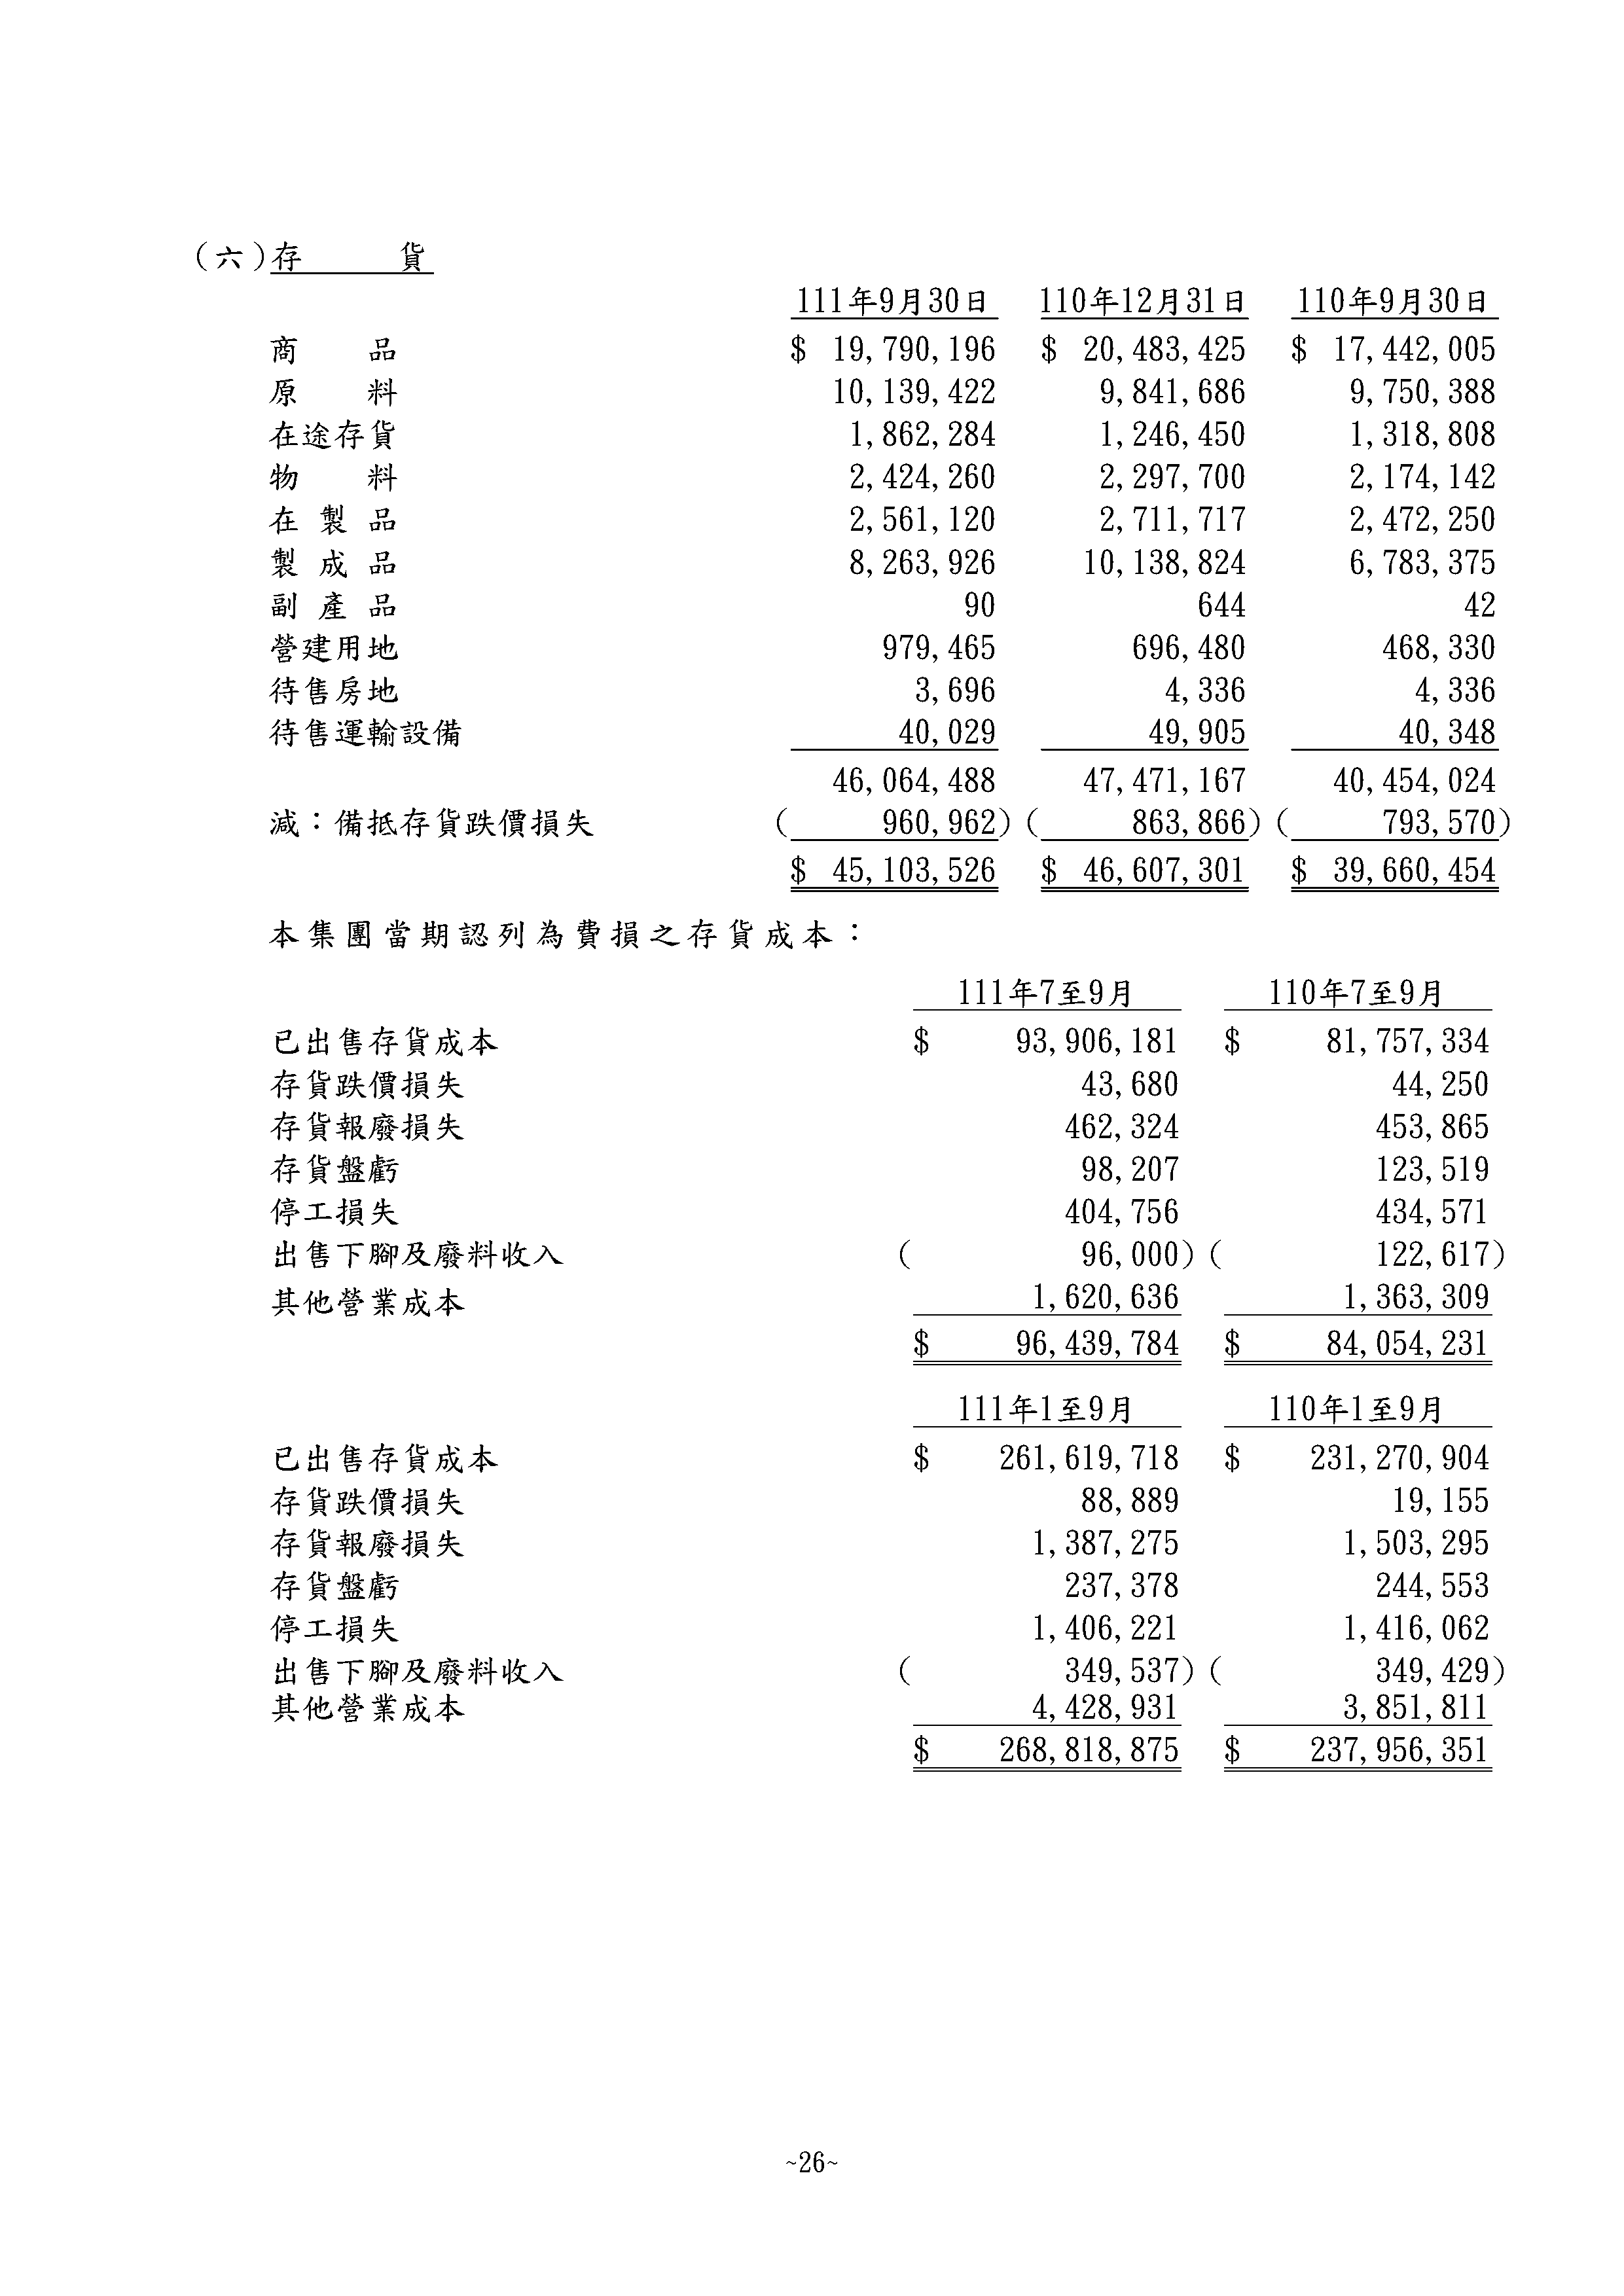 (六)存　　貨
111年9月30日 110年12月31日 110年9月30日
商　　品 $ 19,790,196 $ 20,483,425 $ 17,442,005
原　　料 10,139,422 9,841,686 9,750,388
在途存貨 1,862,284 1,246,450 1,318,808
物　　料 2,424,260 2,297,700 2,174,142
在 製 品 2,561,120 2,711,717 2,472,250
製 成 品 8,263,926 10,138,824 6,783,375
副 產 品 90 644 42
營建用地 979,465 696,480 468,330
待售房地 3,696 4,336 4,336
待售運輸設備 40,029 49,905 40,348
46,064,488 47,471,167 40,454,024
減：備抵存貨跌價損失 ( 960,962) ( 863,866) ( 793,570)
$ 45,103,526 $ 46,607,301 $ 39,660,454
本集團當期認列為費損之存貨成本：
111年7至9月 110年7至9月
已出售存貨成本 $ 93,906,181 $ 81,757,334
存貨跌價損失 43,680 44,250
存貨報廢損失 462,324 453,865
存貨盤虧 98,207 123,519
停工損失 404,756 434,571
出售下腳及廢料收入 ( 96,000) ( 122,617)
其他營業成本 1,620,636 1,363,309
$ 96,439,784 $ 84,054,231
111年1至9月 110年1至9月
已出售存貨成本 $ 261,619,718 $ 231,270,904
存貨跌價損失 88,889 19,155
存貨報廢損失 1,387,275 1,503,295
存貨盤虧 237,378 244,553
停工損失 1,406,221 1,416,062
出售下腳及廢料收入 ( 349,537) ( 349,429)
其他營業成本 4,428,931 3,851,811
$ 268,818,875 $ 237,956,351
~26~